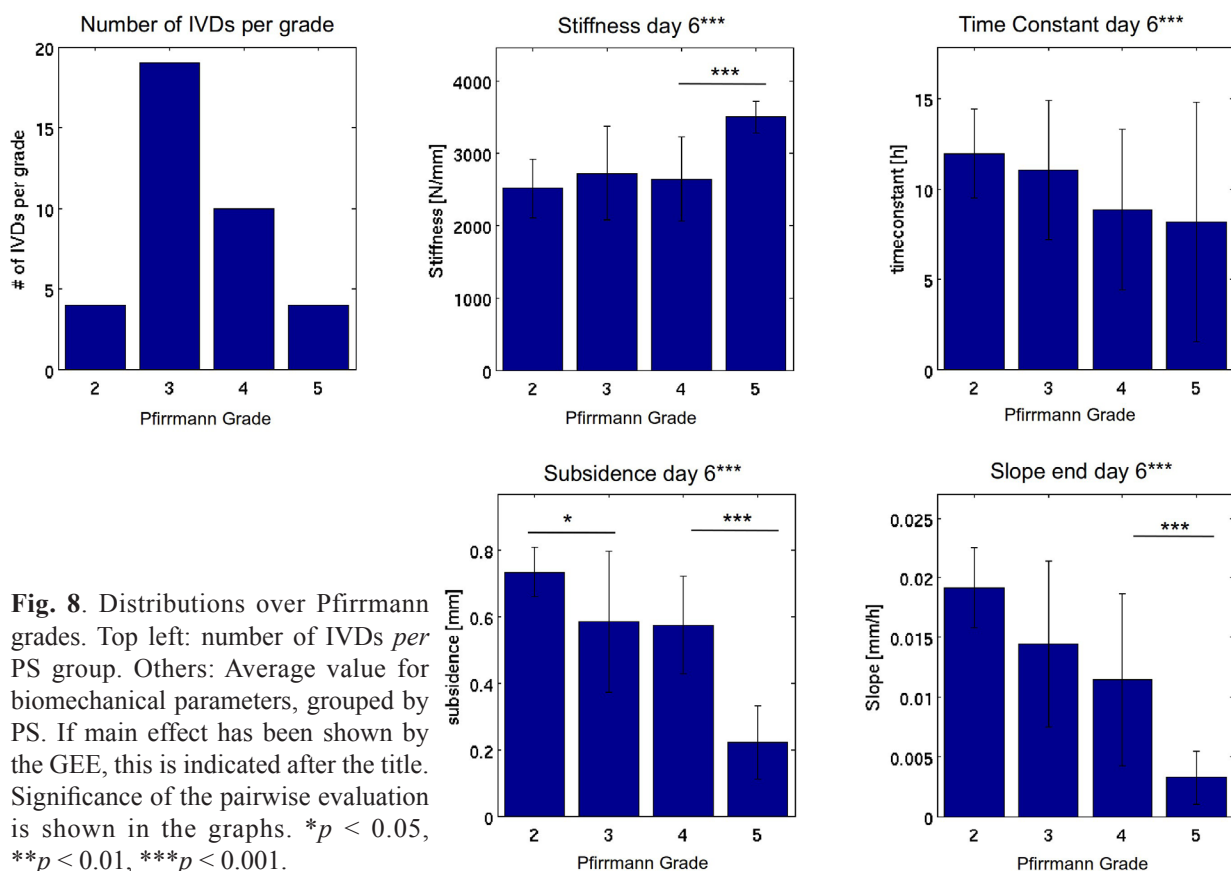 Number of IVDs per grade
20
15
10
5
0
# of IVDs per grade
2 3 4 5
Pfirrmann Grade
Stiffness day 6***
***
4000
3000
2000
1000
0
Stiffness [N/mm]
2 3 4 5
Pfirrmann Grade
Time Constant day 6***
15
10
5
0
timeconstant [h]
2 3 4 5
Pfirrmann Grade
Subsidence day 6***
*
***
0.8
0.6
0.4
0.2
0
subsidence [mm]
2 3 4 5
Pfirrmann Grade
Slope end day 6***
***
0.025
0.02
0.015
0.01
0.005
0
Slope [mm/h]
2 3 4 5
Pfirrmann Grade
Fig. 8. Distributions over Pfirrmann
grades. Top left: number of IVDs per
PS group. Others: Average value for
biomechanical parameters, grouped by
PS. If main effect has been shown by
the GEE, this is indicated after the title.
Significance of the pairwise evaluation
is shown in the graphs. *p < 0.05,
**p < 0.01, ***p < 0.001.